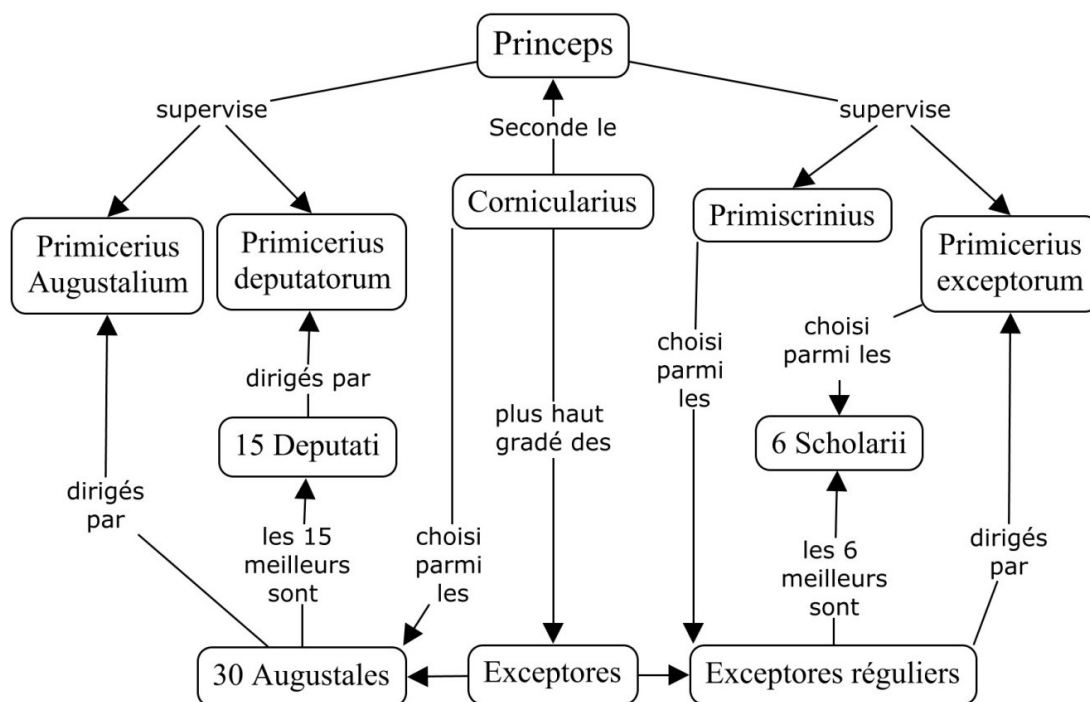 Princeps
supervise
Seconde le
supervise
Cornicularius
Primiscrinius
Primicerius
Augustalium
Primicerius
deputatorum
Primicerius
exceptorum
choisi
parmi les
choisi
parmi
les
dirigés par
plus haut
gradé des
15 Deputati
6 Scholarii
dirigés
par
les 15
meilleurs
sont
choisi
parmi
les
les 6
meilleurs
sont
dirigés
par
30 Augustales
Exceptores
Exceptores réguliers